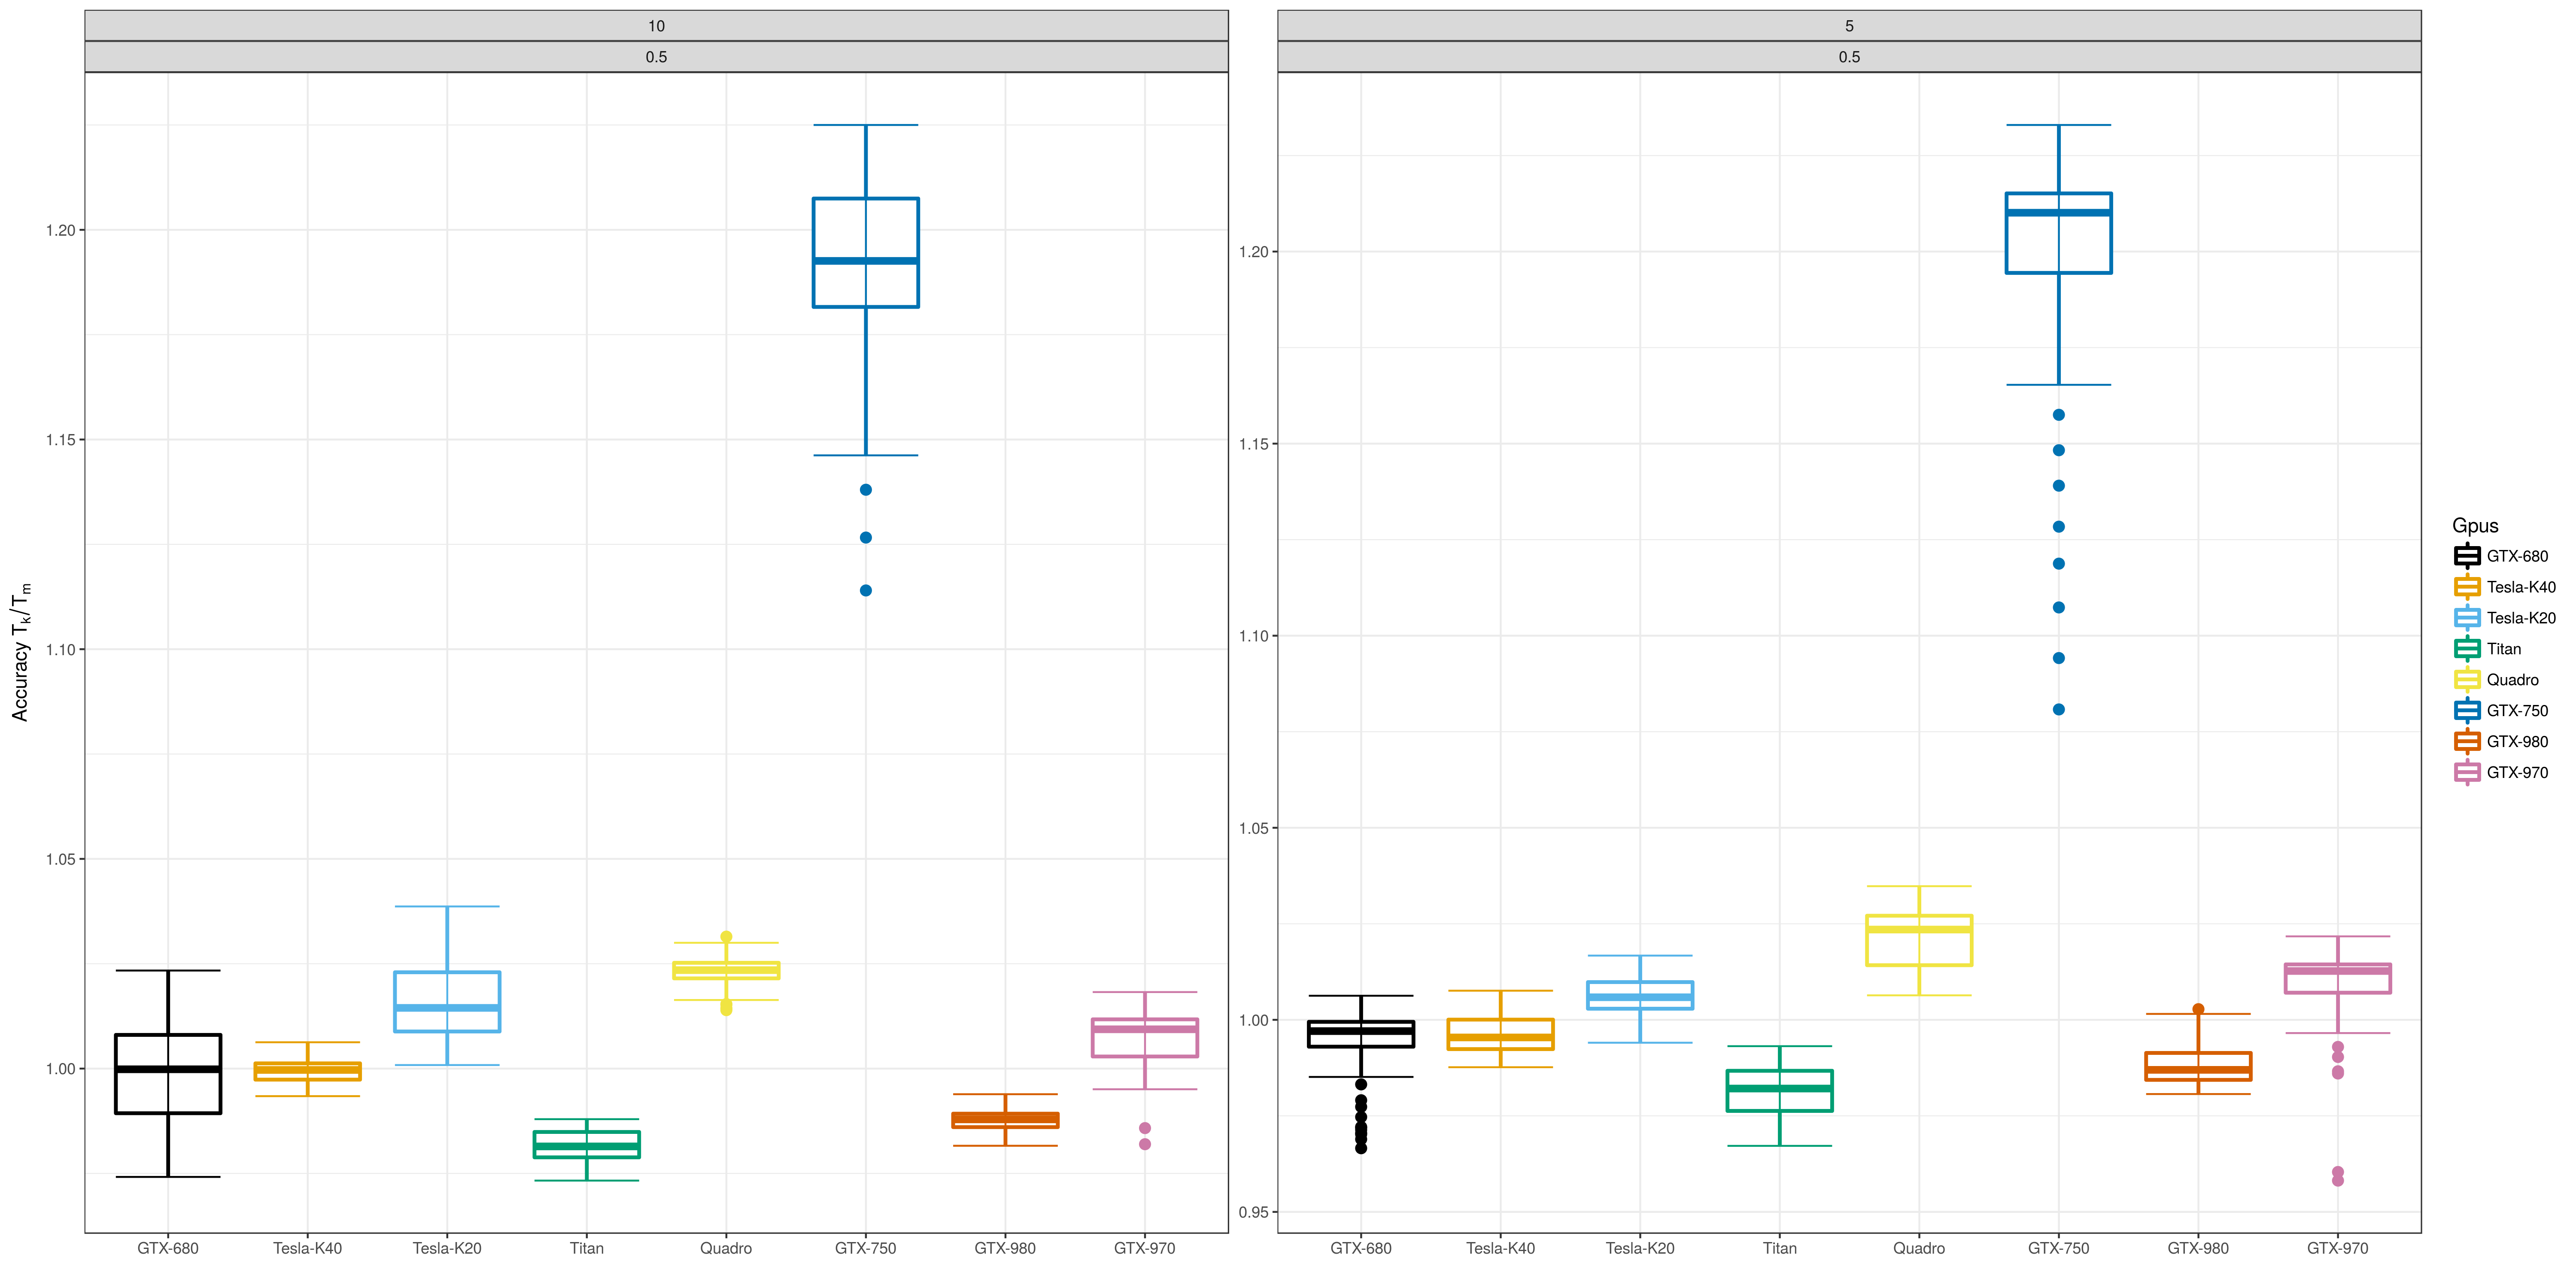 10
0.5
5
0.5
Accuracy Tk/Tm
1.20
1.15
1.10
1.05
1.00
1.20
1.15
1.10
1.05
1.00
0.95
GTX-680 Tesla-K40 Tesla-K20 Titan Quadro GTX-750 GTX-980 GTX-970
GTX-680 Tesla-K40 Tesla-K20 Titan Quadro GTX-750 GTX-980 GTX-970
Gpus
GTX-680
Tesla-K40
Tesla-K20
Titan
Quadro
GTX-750
GTX-980
GTX-970